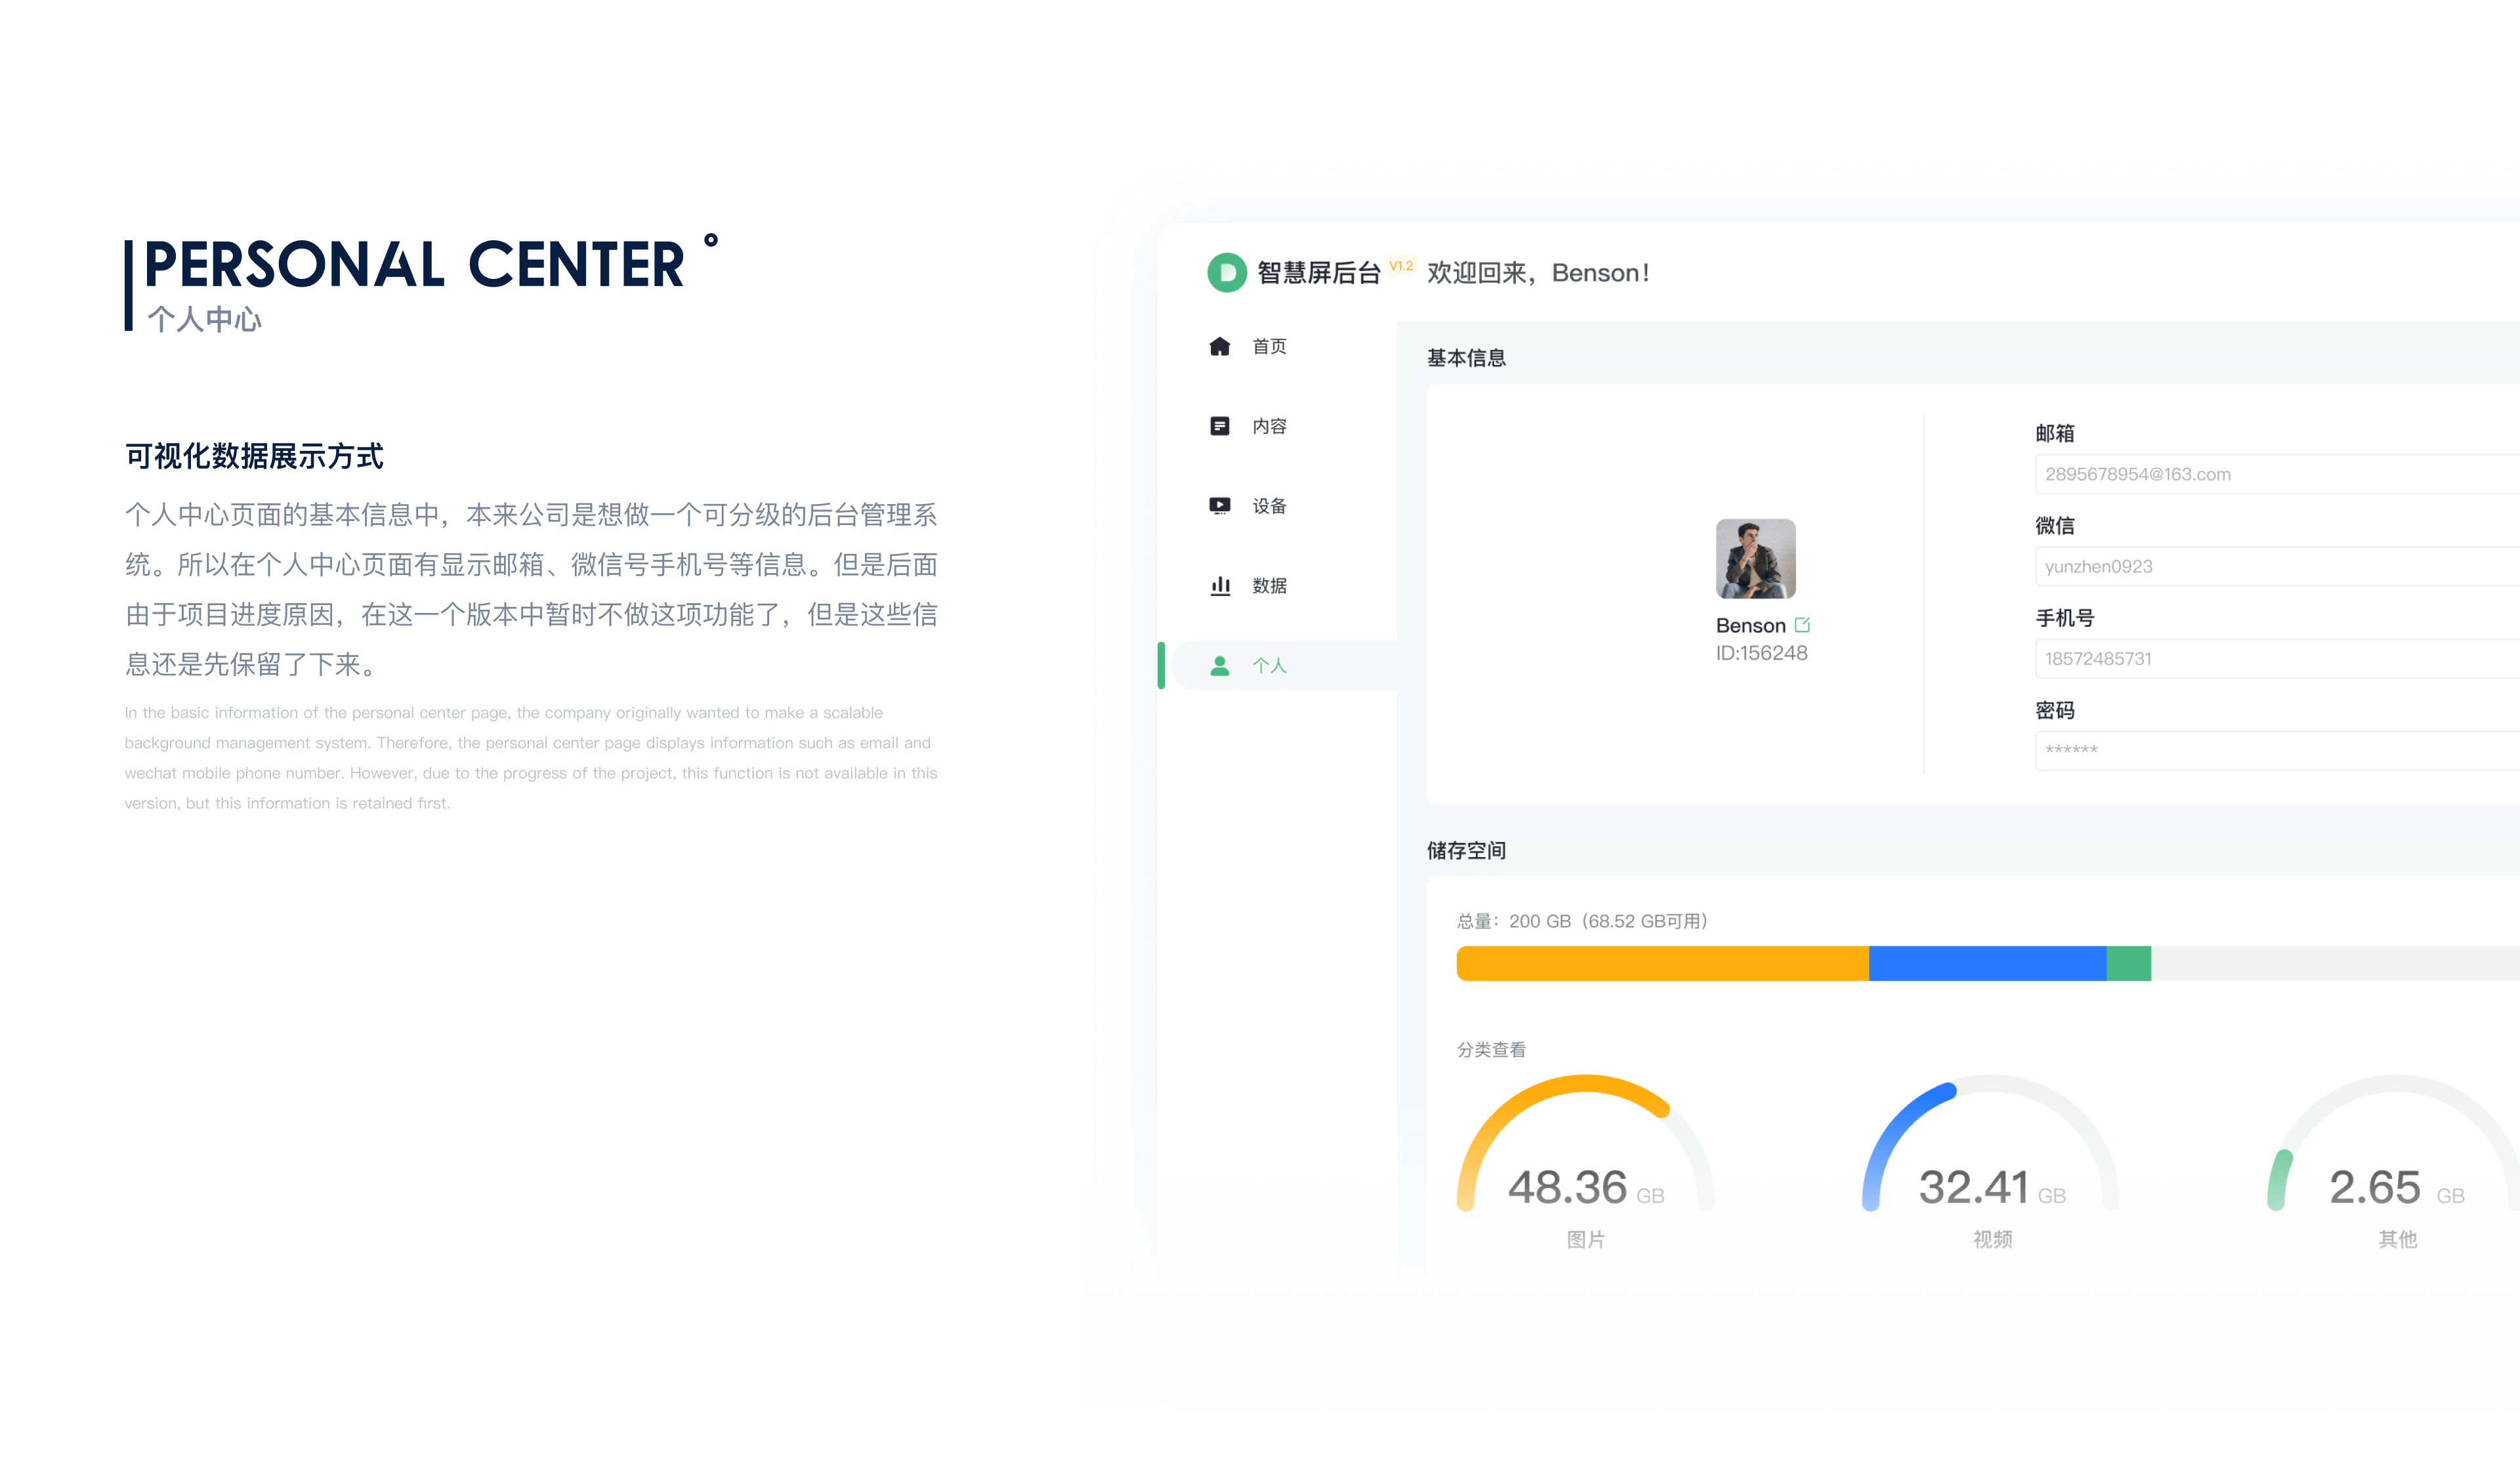 PERSONAL CENTER
个人中心
可视化数据展示方式
个人中心页面的基本信息中，本来公司是想做一个可分级的后台管理系
统。所以在个人中心页面有显示邮箱、微信号手机号等信息。但是后面
由于项目进度原因，在这一个版本中暂时不做这项功能了，但是这些信
息还是先保留了下来。
In the basic information of the personal center page, the company originally wanted to make a scalable
background management system. Therefore, the personal center page displays information such as email and
wechat mobile phone number. However, due to the progress of the project, this function is not available in this
version, but this information is retained first.
D 智慧屏后台 V1.2 欢迎回来，Benson！
首页
内容
设备
数据
个人
基本信息
Benson
ID:156248
邮箱
2895678954@163.com
微信
yunzhen0923
手机号
18572485731
密码
******
储存空间
总量：200 GB（68.52 GB可用）
分类查看
48.36 GB
图片
32.41 GB
视频
2.65 GB
其他